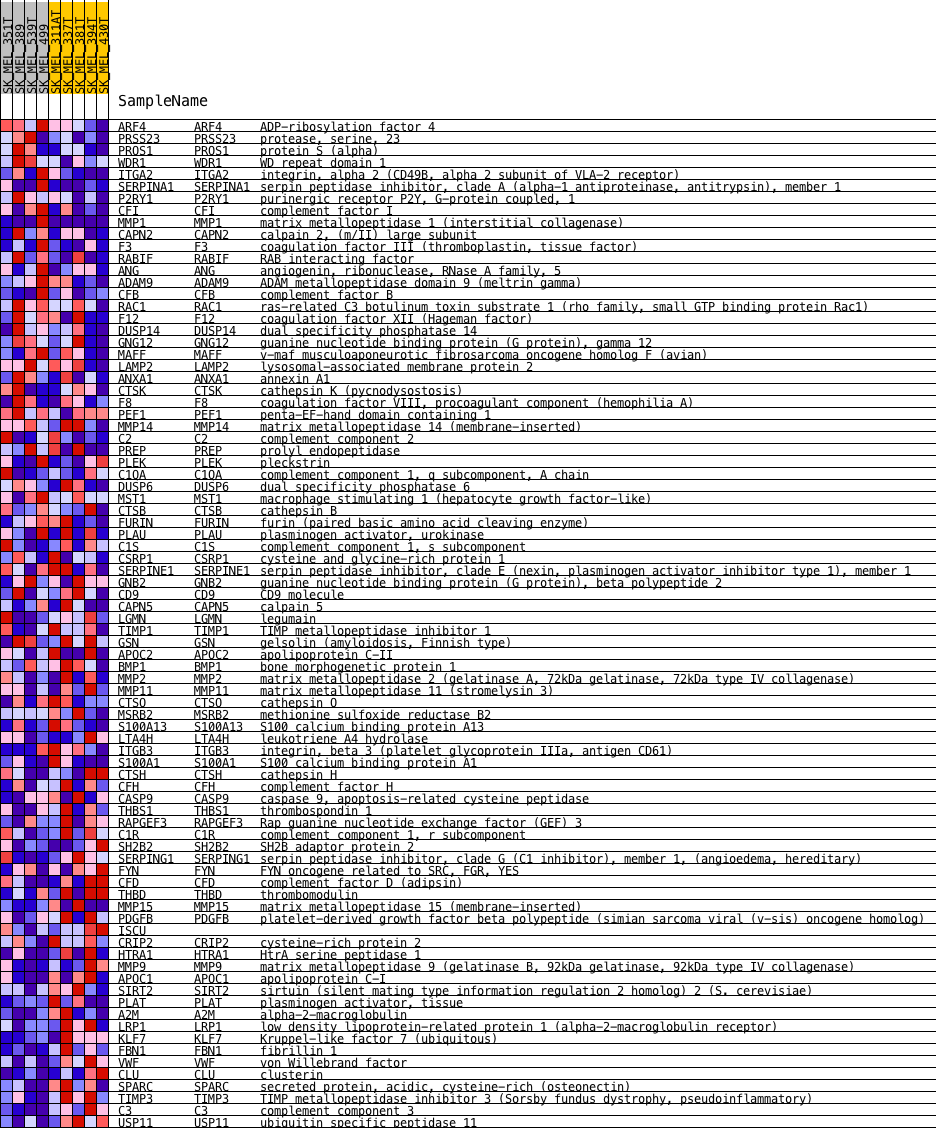 SK_MEL_351T
SK_MEL_389
SK_MEL_539T
SK_MEL_499
SK_MEL_311AT
SK_MEL_337T
SK_MEL_381T
SK_MEL_394T
SK_MEL_430T
SampleName
ARF4 ARF4 ADP-ribosylation factor 4
PRSS23 PRSS23 protease, serine, 23
PROS1 PROS1 protein S (alpha)
WDR1 WDR1 WD repeat domain 1
ITGA2 ITGA2 integrin, alpha 2 (CD49B, alpha 2 subunit of VLA-2 receptor)
SERPINA1 SERPINA1 serpin peptidase inhibitor, clade A (alpha-1 antiproteinase, antitrypsin), member 1
P2RY1 P2RY1 purinergic receptor P2Y, G-protein coupled, 1
CFI CFI complement factor I
MMP1 MMP1 matrix metallopeptidase 1 (interstitial collagenase)
CAPN2 CAPN2 calpain 2, (m/II) large subunit
F3 F3 coagulation factor III (thromboplastin, tissue factor)
RABIF RABIF RAB interacting factor
ANG ANG angiogenin, ribonuclease, RNase A family, 5
ADAM9 ADAM9 ADAM metallopeptidase domain 9 (meltrin gamma)
CFB CFB complement factor B
RAC1 RAC1 ras-related C3 botulinum toxin substrate 1 (rho family, small GTP binding protein Rac1)
F12 F12 coagulation factor XII (Hageman factor)
DUSP14 DUSP14 dual specificity phosphatase 14
GNG12 GNG12 guanine nucleotide binding protein (G protein), gamma 12
MAFF MAFF v-maf musculoaponeurotic fibrosarcoma oncogene homolog F (avian)
LAMP2 LAMP2 lysosomal-associated membrane protein 2
ANXA1 ANXA1 annexin A1
CTSK CTSK cathepsin K (pycnodysostosis)
F8 F8 coagulation factor VIII, procoagulant component (hemophilia A)
PEF1 PEF1 penta-EF-hand domain containing 1
MMP14 MMP14 matrix metallopeptidase 14 (membrane-inserted)
C2 C2 complement component 2
PREP PREP prolyl endopeptidase
PLEK PLEK pleckstrin
C1QA C1QA complement component 1, q subcomponent, A chain
DUSP6 DUSP6 dual specificity phosphatase 6
MST1 MST1 macrophage stimulating 1 (hepatocyte growth factor-like)
CTSB CTSB cathepsin B
FURIN FURIN furin (paired basic amino acid cleaving enzyme)
PLAU PLAU plasminogen activator, urokinase
C1S C1S complement component 1, s subcomponent
CSRP1 CSRP1 cysteine and glycine-rich protein 1
SERPINE1 SERPINE1 serpin peptidase inhibitor, clade E (nexin, plasminogen activator inhibitor type 1), member 1
GNB2 GNB2 guanine nucleotide binding protein (G protein), beta polypeptide 2
CD9 CD9 CD9 molecule
CAPN5 CAPN5 calpain 5
LGMN LGMN legumain
TIMP1 TIMP1 TIMP metallopeptidase inhibitor 1
GSN GSN gelsolin (amyloidosis, Finnish type)
APOC2 APOC2 apolipoprotein C-II
BMP1 BMP1 bone morphogenetic protein 1
MMP2 MMP2 matrix metallopeptidase 2 (gelatinase A, 72kDa gelatinase, 72kDa type IV collagenase)
MMP11 MMP11 matrix metallopeptidase 11 (stromelysin 3)
CTSO CTSO cathepsin O
MSRB2 MSRB2 methionine sulfoxide reductase B2
S100A13 S100A13 S100 calcium binding protein A13
LTA4H LTA4H leukotriene A4 hydrolase
ITGB3 ITGB3 integrin, beta 3 (platelet glycoprotein IIIa, antigen CD61)
S100A1 S100A1 S100 calcium binding protein A1
CTSH CTSH cathepsin H
CFH CFH complement factor H
CASP9 CASP9 caspase 9, apoptosis-related cysteine peptidase
THBS1 THBS1 thrombospondin 1
RAPGEF3 RAPGEF3 Rap guanine nucleotide exchange factor (GEF) 3
C1R C1R complement component 1, r subcomponent
SH2B2 SH2B2 SH2B adaptor protein 2
SERPING1 SERPING1 serpin peptidase inhibitor, clade G (C1 inhibitor), member 1, (angioedema, hereditary)
FYN FYN FYN oncogene related to SRC, FGR, YES
CFD CFD complement factor D (adipsin)
THBD THBD thrombomodulin
MMP15 MMP15 matrix metallopeptidase 15 (membrane-inserted)
PDGFB PDGFB platelet-derived growth factor beta polypeptide (simian sarcoma viral (v-sis) oncogene homolog)
ISCU
CRIP2 CRIP2 cysteine-rich protein 2
HTRA1 HTRA1 HtrA serine peptidase 1
MMP9 MMP9 matrix metallopeptidase 9 (gelatinase B, 92kDa gelatinase, 92kDa type IV collagenase)
APOC1 APOC1 apolipoprotein C-I
SIRT2 SIRT2 sirtuin (silent mating type information regulation 2 homolog) 2 (S. cerevisiae)
PLAT PLAT plasminogen activator, tissue
A2M A2M alpha-2-macroglobulin
LRP1 LRP1 low density lipoprotein-related protein 1 (alpha-2-macroglobulin receptor)
KLF7 KLF7 Kruppel-like factor 7 (ubiquitous)
FBN1 FBN1 fibrillin 1
VWF VWF von Willebrand factor
CLU CLU clusterin
SPARC SPARC secreted protein, acidic, cysteine-rich (osteonectin)
TIMP3 TIMP3 TIMP metallopeptidase inhibitor 3 (Sorsby fundus dystrophy, pseudoinflammatory)
C3 C3 complement component 3
USP11 USP11 ubiquitin specific peptidase 11